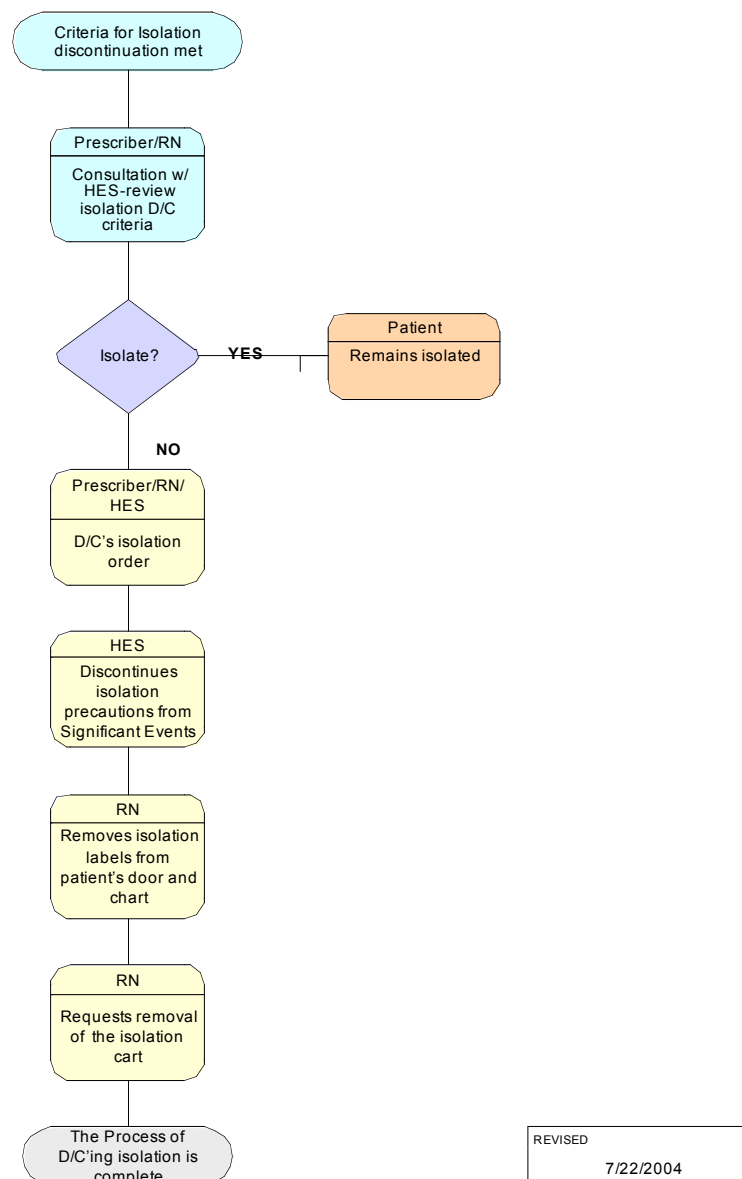 Criteria for Isolation
discontinuation met
Prescriber/RN
Consultation w/
HES-review
isolation D/C
criteria
Isolate?
YES
Patient
Remains isolated
NO
Prescriber/RN/
HES
D/C's isolation
order
HES
Discontinues
isolation
precautions from
Significant Events
RN
Removes isolation
labels from
patient's door and
chart
RN
Requests removal
of the isolation
cart
The Process of
D/C'ing isolation is
complete
REVISED
7/22/2004